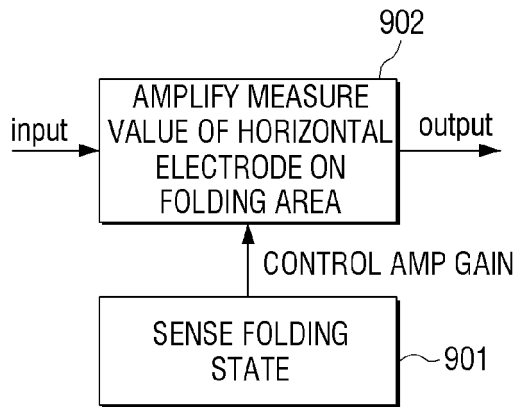 902
AMPLIFY MEASURE
VALUE OF HORIZONTAL
ELECTRODE ON
FOLDING AREA
input
output
CONTROL AMP GAIN
SENSE FOLDING
STATE
901